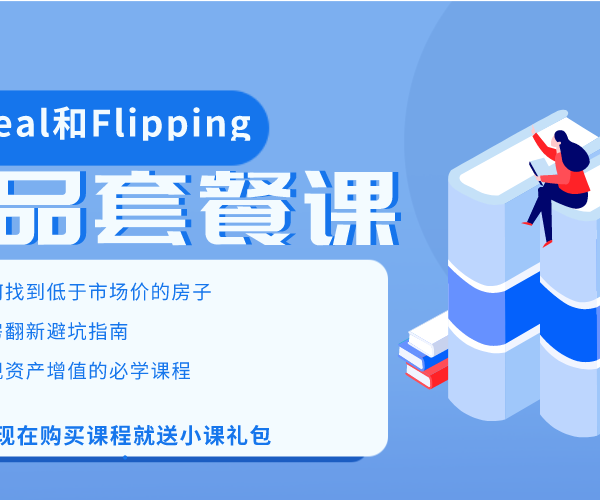 eal和Flipping
品套餐课
找到低于市场价的房子
翻新避坑指南
资产增值的必学课程
现在购买课程就送小课礼包